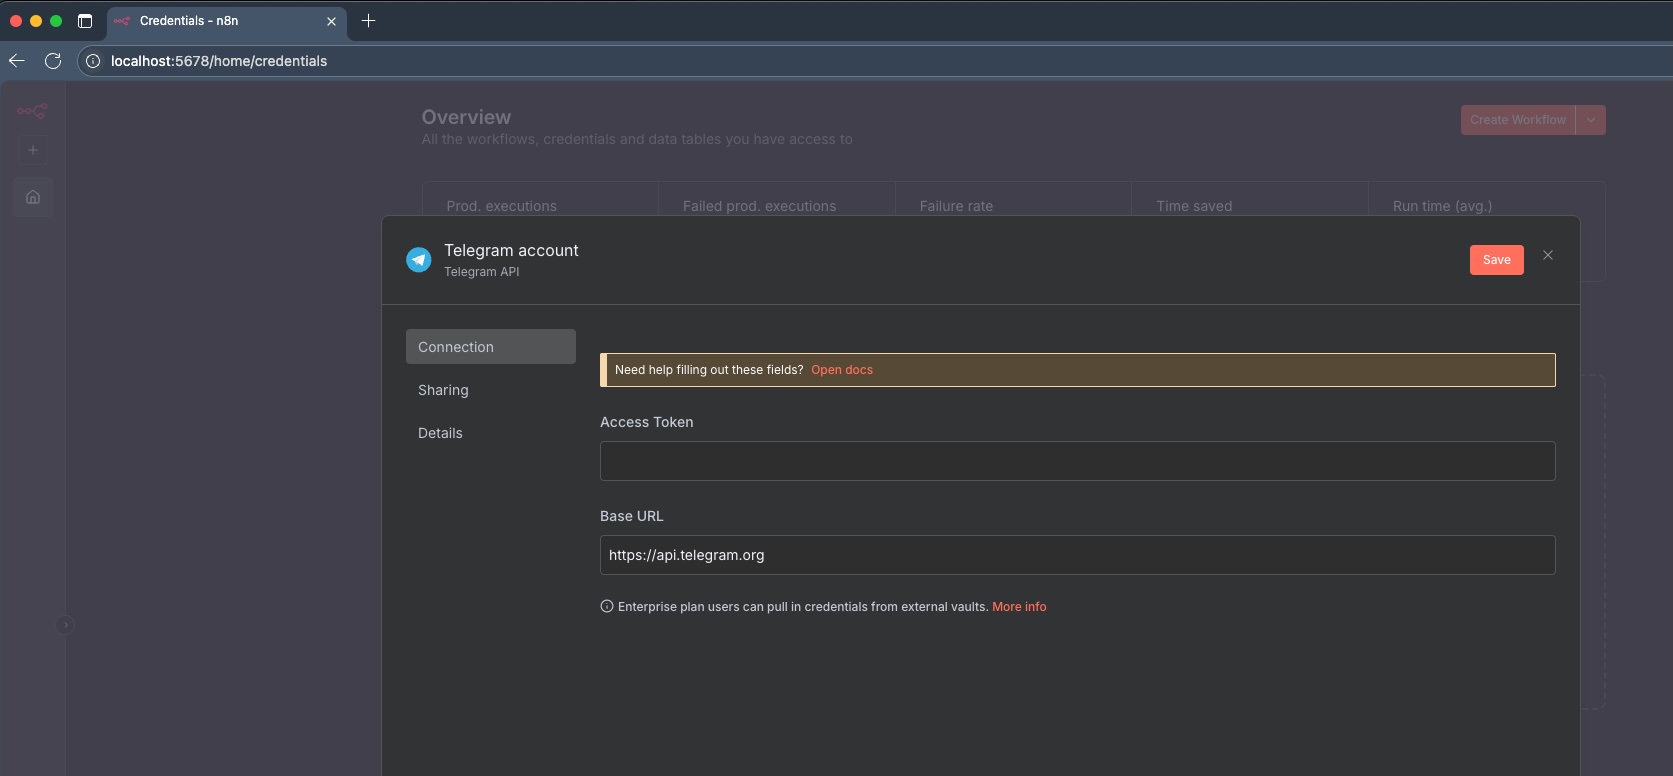 Credentials - n8n
localhost:5678/home/credentials
Overview
All the workflows, credentials and data tables you have access to
Create Workflow
Prod. executions
Failed prod. executions
Failure rate
Time saved
Run time (avg.)
Telegram account
Telegram API
Save
Connection
Sharing
Details
Need help filling out these fields? Open docs
Access Token
Base URL
https://api.telegram.org
Enterprise plan users can pull in credentials from external vaults. More info